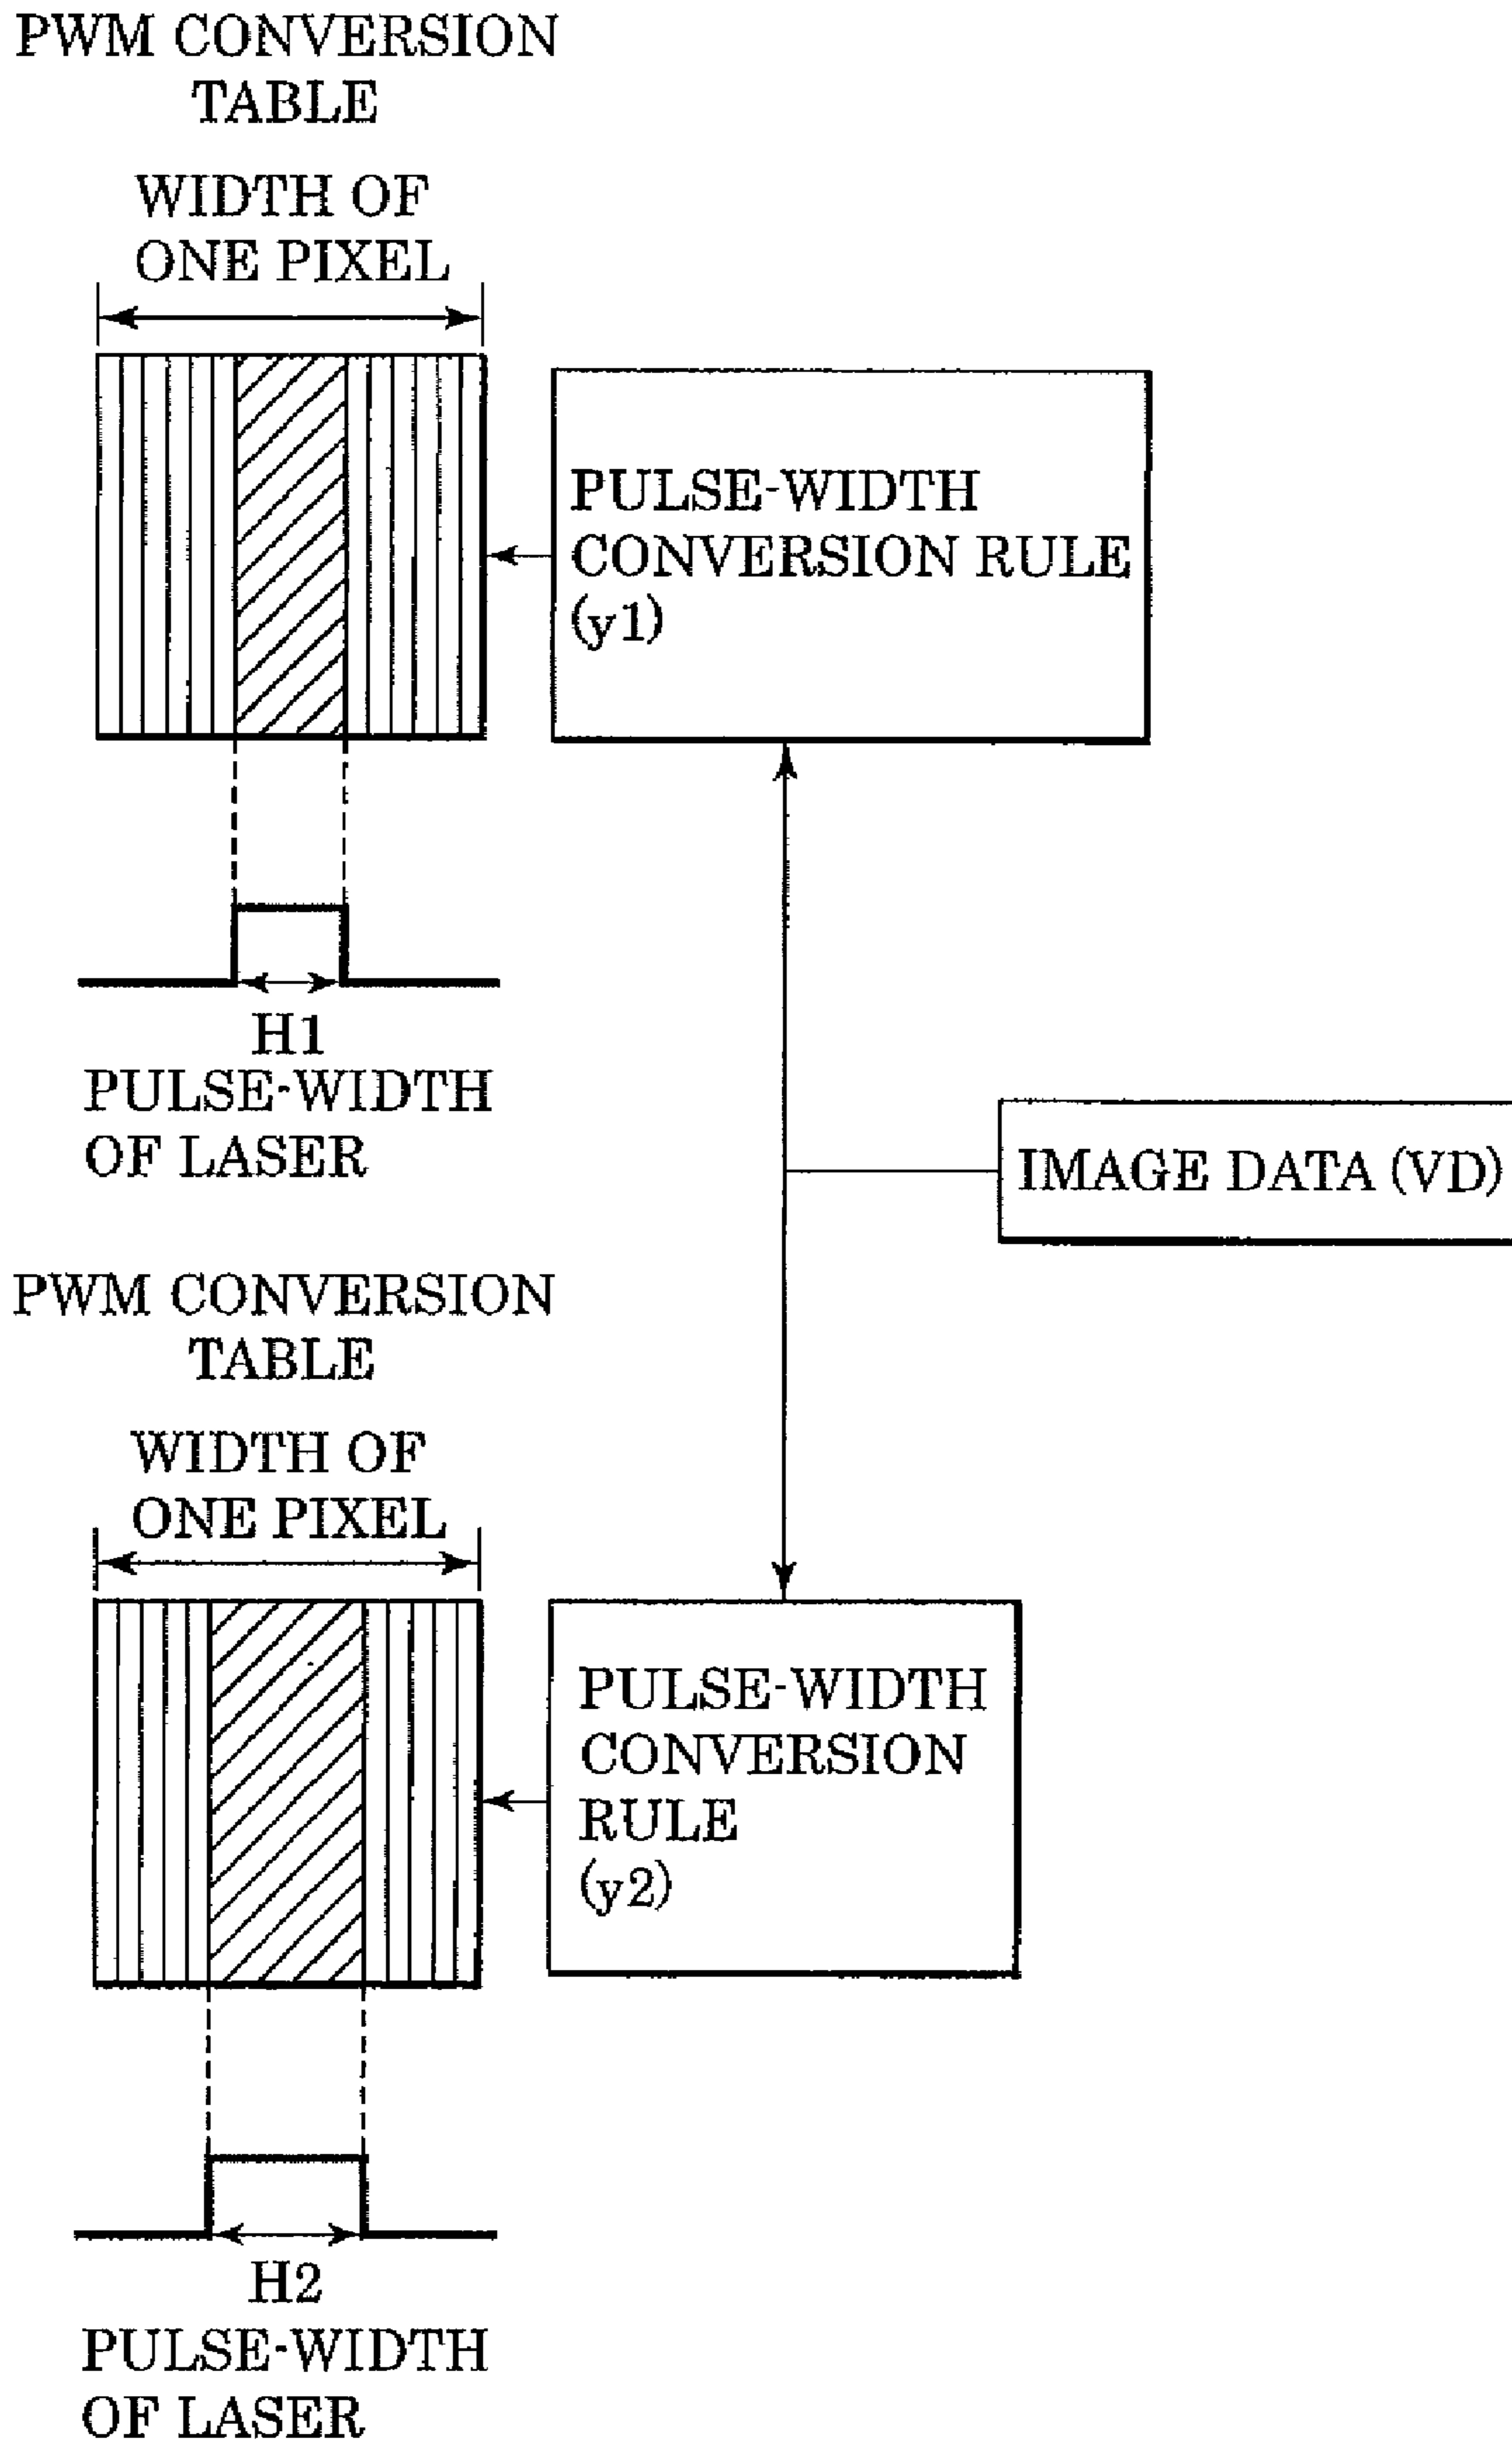 PWM CONVERSION
TABLE
WIDTH OF
ONE PIXEL
PULSE-WIDTH
CONVERSION RULE
(y1)
H1
PULSE-WIDTH
OF LASER
IMAGE DATA (VD)
PWM CONVERSION
TABLE
WIDTH OF
ONE PIXEL
PULSE-WIDTH
CONVERSION
RULE
(y2)
H2
PULSE-WIDTH
OF LASER